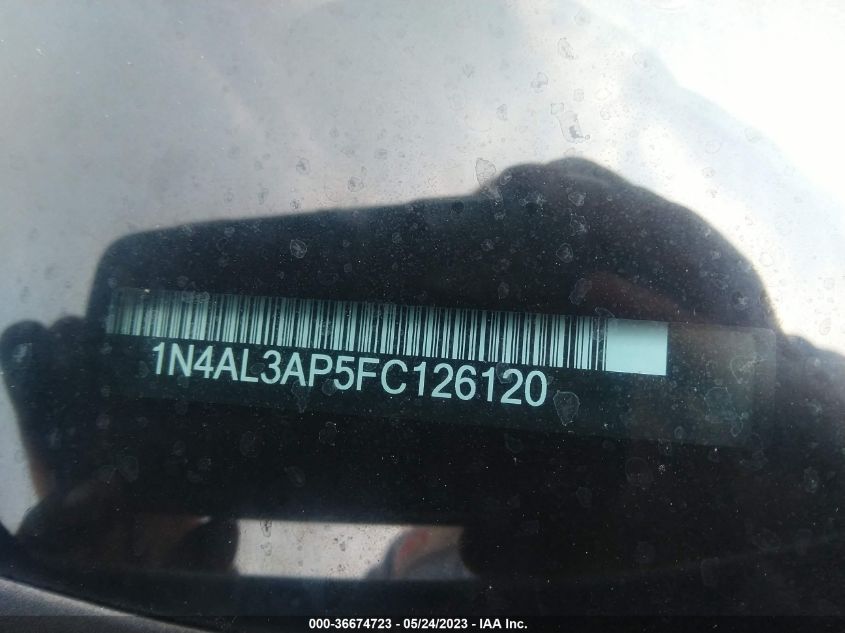 1N4AL3AP5FC126120
000-36674723 - 05/24/2023 - IAA Inc.